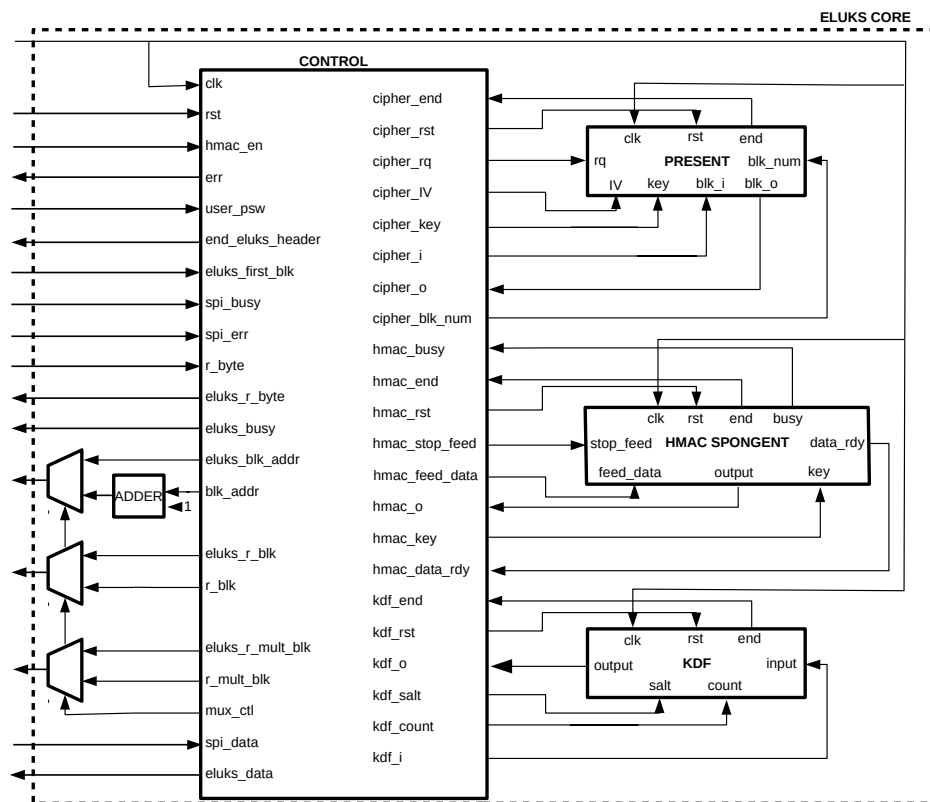 ELUKS CORE
CONTROL
clk
rst
hmac_en
err
user_psw
end_eluks_header
eluks_first_blk
spi_busy
spi_err
r_byte
eluks_r_byte
eluks_busy
eluks_blk_addr
blk_addr
ADDER
1
eluks_r_blk
r_blk
eluks_r_mult_blk
r_mult_blk
mux_ctl
spi_data
eluks_data
cipher_end
cipher_rst
cipher_rq
cipher_IV
cipher_key
cipher_i
cipher_o
cipher_blk_num
hmac_busy
hmac_end
hmac_rst
hmac_stop_feed
hmac_feed_data
hmac_o
hmac_key
hmac_data_rdy
kdf_end
kdf_rst
kdf_o
kdf_salt
kdf_count
kdf_i
clk rst end
rq PRESENT blk_num
IV key blk_i blk_o
clk rst end busy
stop_feed HMAC SPONGENT data_rdy
feed_data output key
clk rst end
output KDF input
salt count